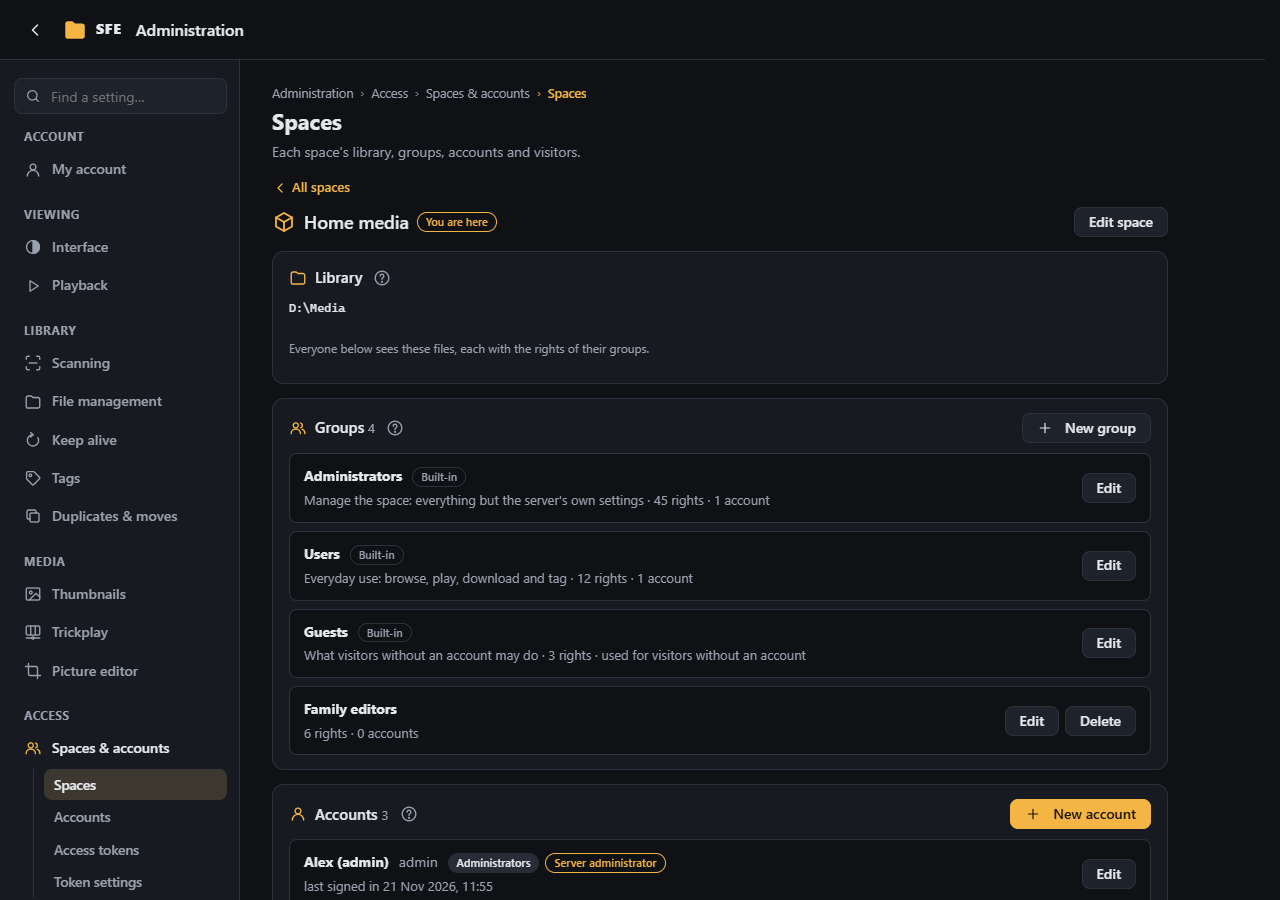 SFE Administration
Find a setting...
ACCOUNT
My account
VIEWING
Interface
Playback
LIBRARY
Scanning
File management
Keep alive
Tags
Duplicates & moves
MEDIA
Thumbnails
Trickplay
Picture editor
ACCESS
Spaces & accounts
Spaces
Accounts
Access tokens
Token settings
Administration › Access › Spaces & accounts › Spaces
Spaces
Each space's library, groups, accounts and visitors.
All spaces
Home media You are here Edit space
Library ?
D:\Media
Everyone below sees these files, each with the rights of their groups.
Groups 4 ? + New group
Administrators Built-in
Manage the space: everything but the server's own settings · 45 rights · 1 account
Edit
Users Built-in
Everyday use: browse, play, download and tag · 12 rights · 1 account
Edit
Guests Built-in
What visitors without an account may do · 3 rights · used for visitors without an account
Edit
Family editors
6 rights · 0 accounts
Edit Delete
Accounts 3 ? + New account
Alex (admin) admin Administrators Server administrator
last signed in 21 Nov 2026, 11:55
Edit